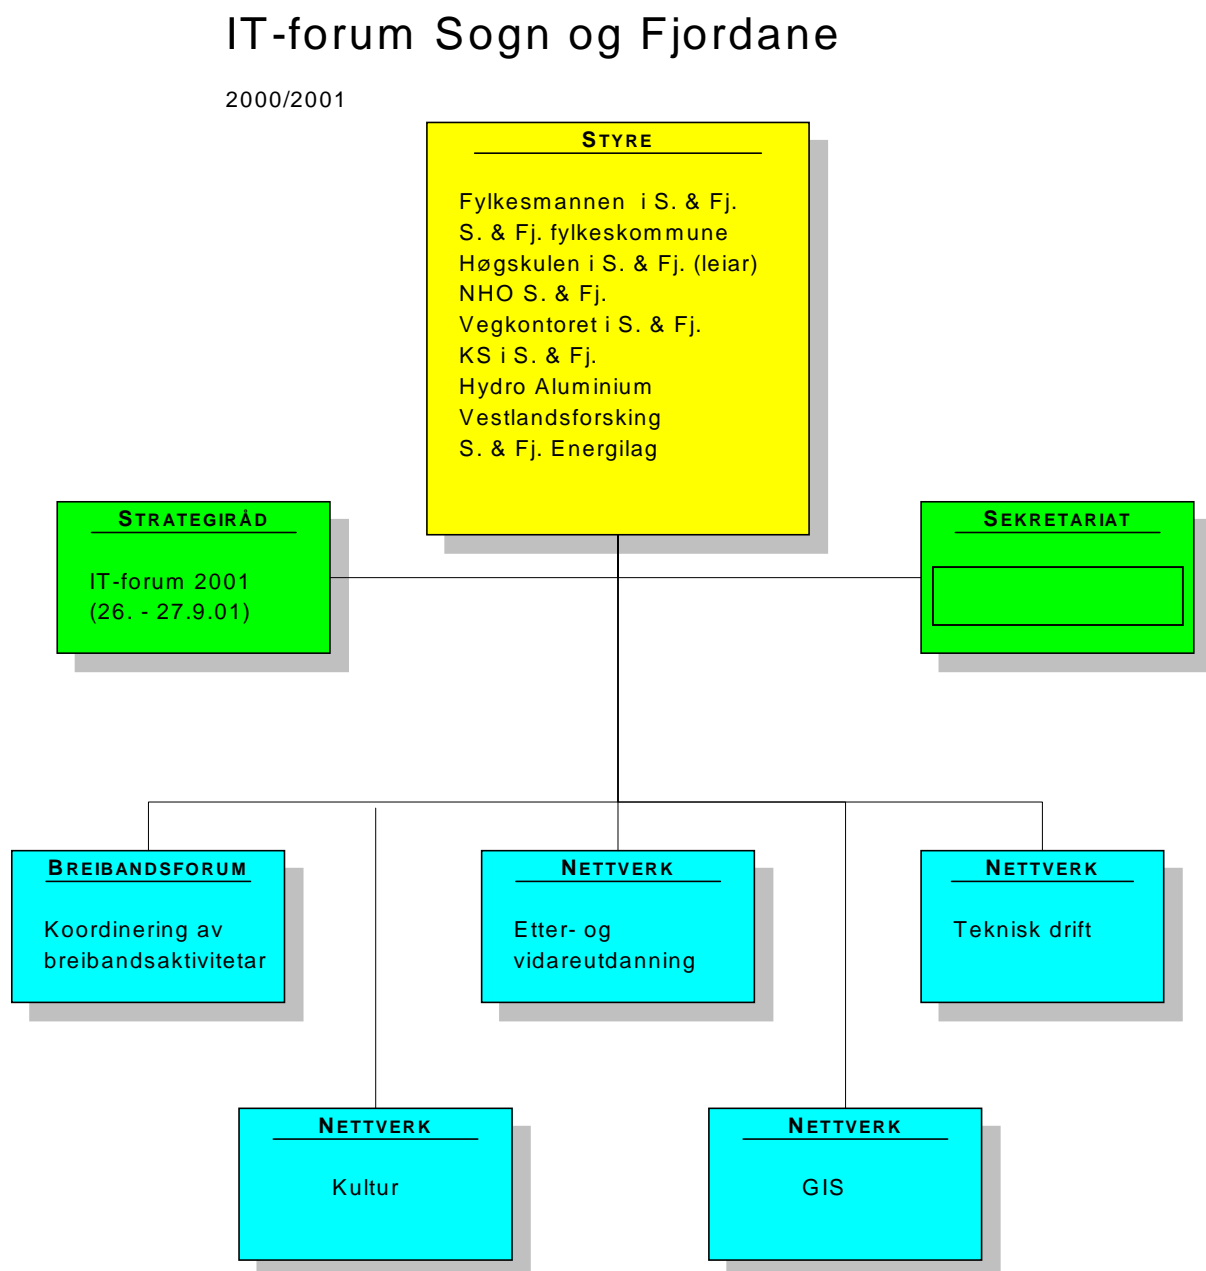 IT-forum Sogn og Fjordane
2000/2001
STYRE
Fylkesmannen i S. & Fj.
S. & Fj. fylkeskommune
Høgskulen i S. & Fj. (leiar)
NHO S. & Fj.
Vegkontoret i S. & Fj.
KS i S. & Fj.
Hydro Aluminium
Vestlandsforsking
S. & Fj. Energilag
STRATEGIRÅD
IT-forum 2001
(26. - 27.9.01)
SEKRETARIAT
BREIBANDSFORUM
Koordinering av
breibandsaktivitetar
NETTVERK
Etter- og
vidareutdanning
NETTVERK
Teknisk drift
NETTVERK
Kultur
NETTVERK
GIS